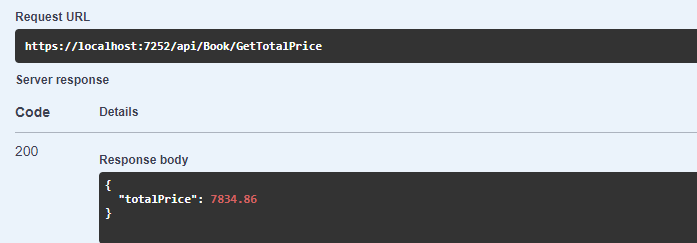 Request URL
https://localhost:7252/api/Book/GetTotalPrice
Server response
Code Details
200
Response body
{
"totalPrice": 7834.86
}